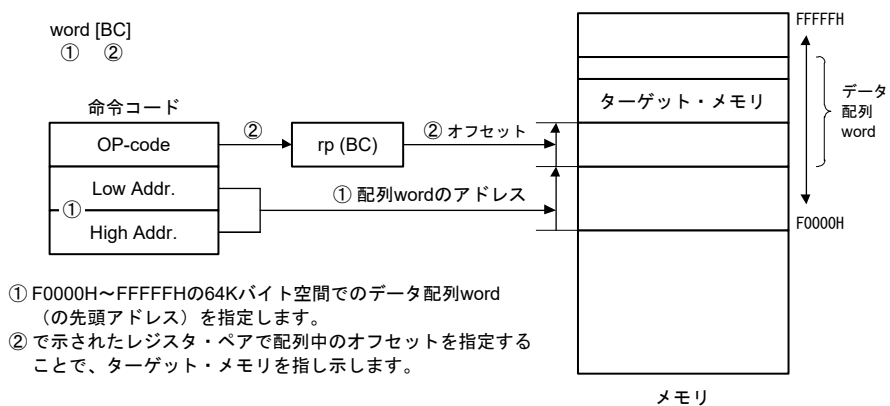 word [BC]
① ②
命令コード
OP-code
Low Addr.
①
High Addr.
②
rp (BC)
② オフセット
① 配列wordのアドレス
ターゲット・メモリ
FFFFFH
データ
配列
word
F0000H
メモリ
① F0000H～FFFFFHの64Kバイト空間でのデータ配列word
（の先頭アドレス）を指定します。
② で示されたレジスタ・ペアで配列中のオフセットを指定する
ことで、ターゲット・メモリを指し示します。